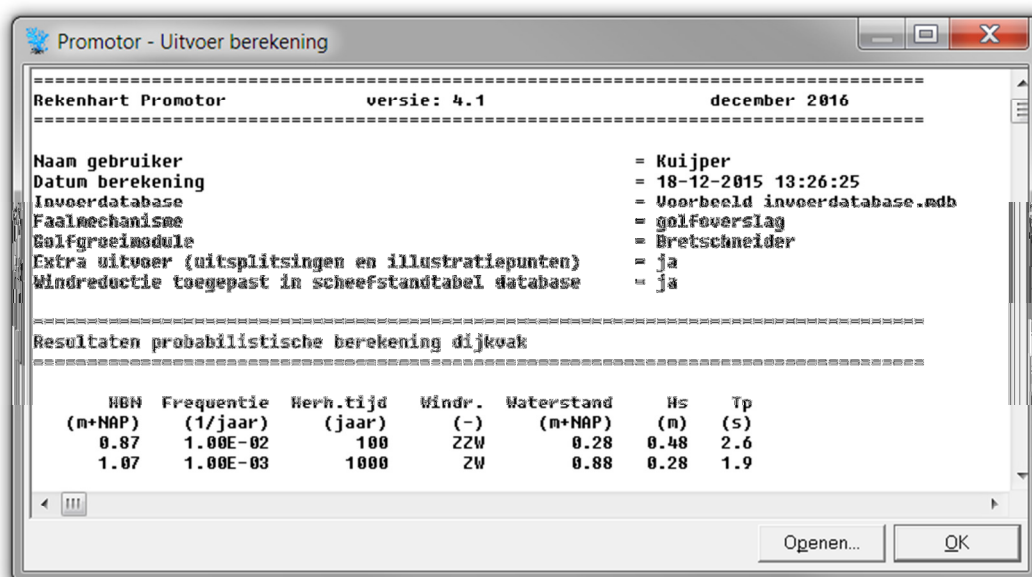 Promotor - Uitvoer berekening
================================================================================
Rekenhart Promotor versie: 4.1 december 2016
================================================================================
Naam gebruiker = Kuijper
Datum berekening = 18-12-2015 13:26:25
Invoerdatabase = Voorbeeld invoerdatabase.mdb
Faalmechanisme = golfoverslag
Golfgroeimodule = Bretschneider
Extra uitvoer (uitsplitsingen en illustratiepunten) = ja
Windreductie toegepast in scheefstandtabel database = ja
================================================================================
Resultaten probabilistische berekening dijkvak
================================================================================
HBN Frequentie Herh.tijd Windr. Waterstand Hs Tp
(m+NAP) (1/jaar) (jaar) (-) (m+NAP) (m) (s)
0.87 1.00E-02 100 ZZW 0.28 0.48 2.6
1.07 1.00E-03 1000 ZW 0.88 0.28 1.9
Openen... OK